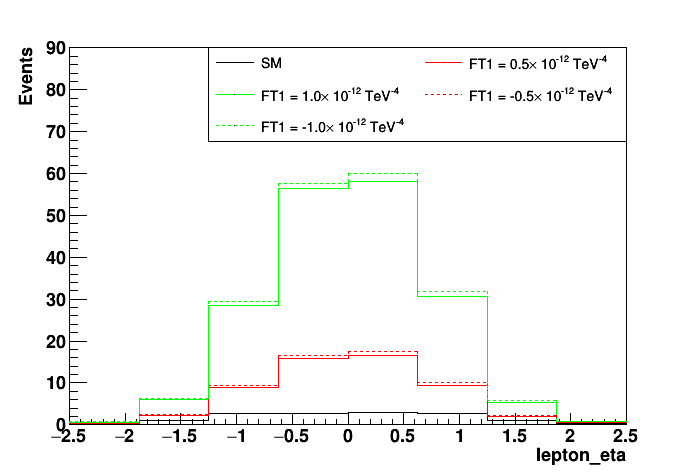 Events
90
80
70
60
50
40
30
20
10
0
SM
FT1 = 0.5× 10⁻¹² TeV⁻⁴
FT1 = 1.0× 10⁻¹² TeV⁻⁴
FT1 = -0.5× 10⁻¹² TeV⁻⁴
FT1 = -1.0× 10⁻¹² TeV⁻⁴
−2.5 −2 −1.5 −1 −0.5 0 0.5 1 1.5 2 2.5
lepton_eta